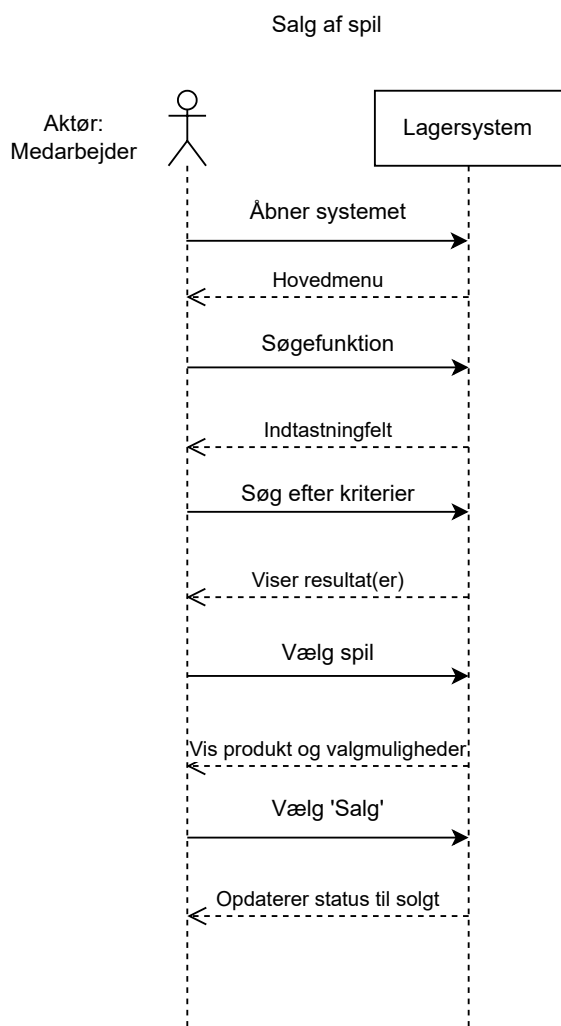 Salg af spil
Aktør:
Medarbejder
Lagersystem
Åbner systemet
Hovedmenu
Søgefunktion
Indtastningfelt
Søg efter kriterier
Viser resultat(er)
Vælg spil
Vis produkt og valgmuligheder
Vælg 'Salg'
Opdaterer status til solgt